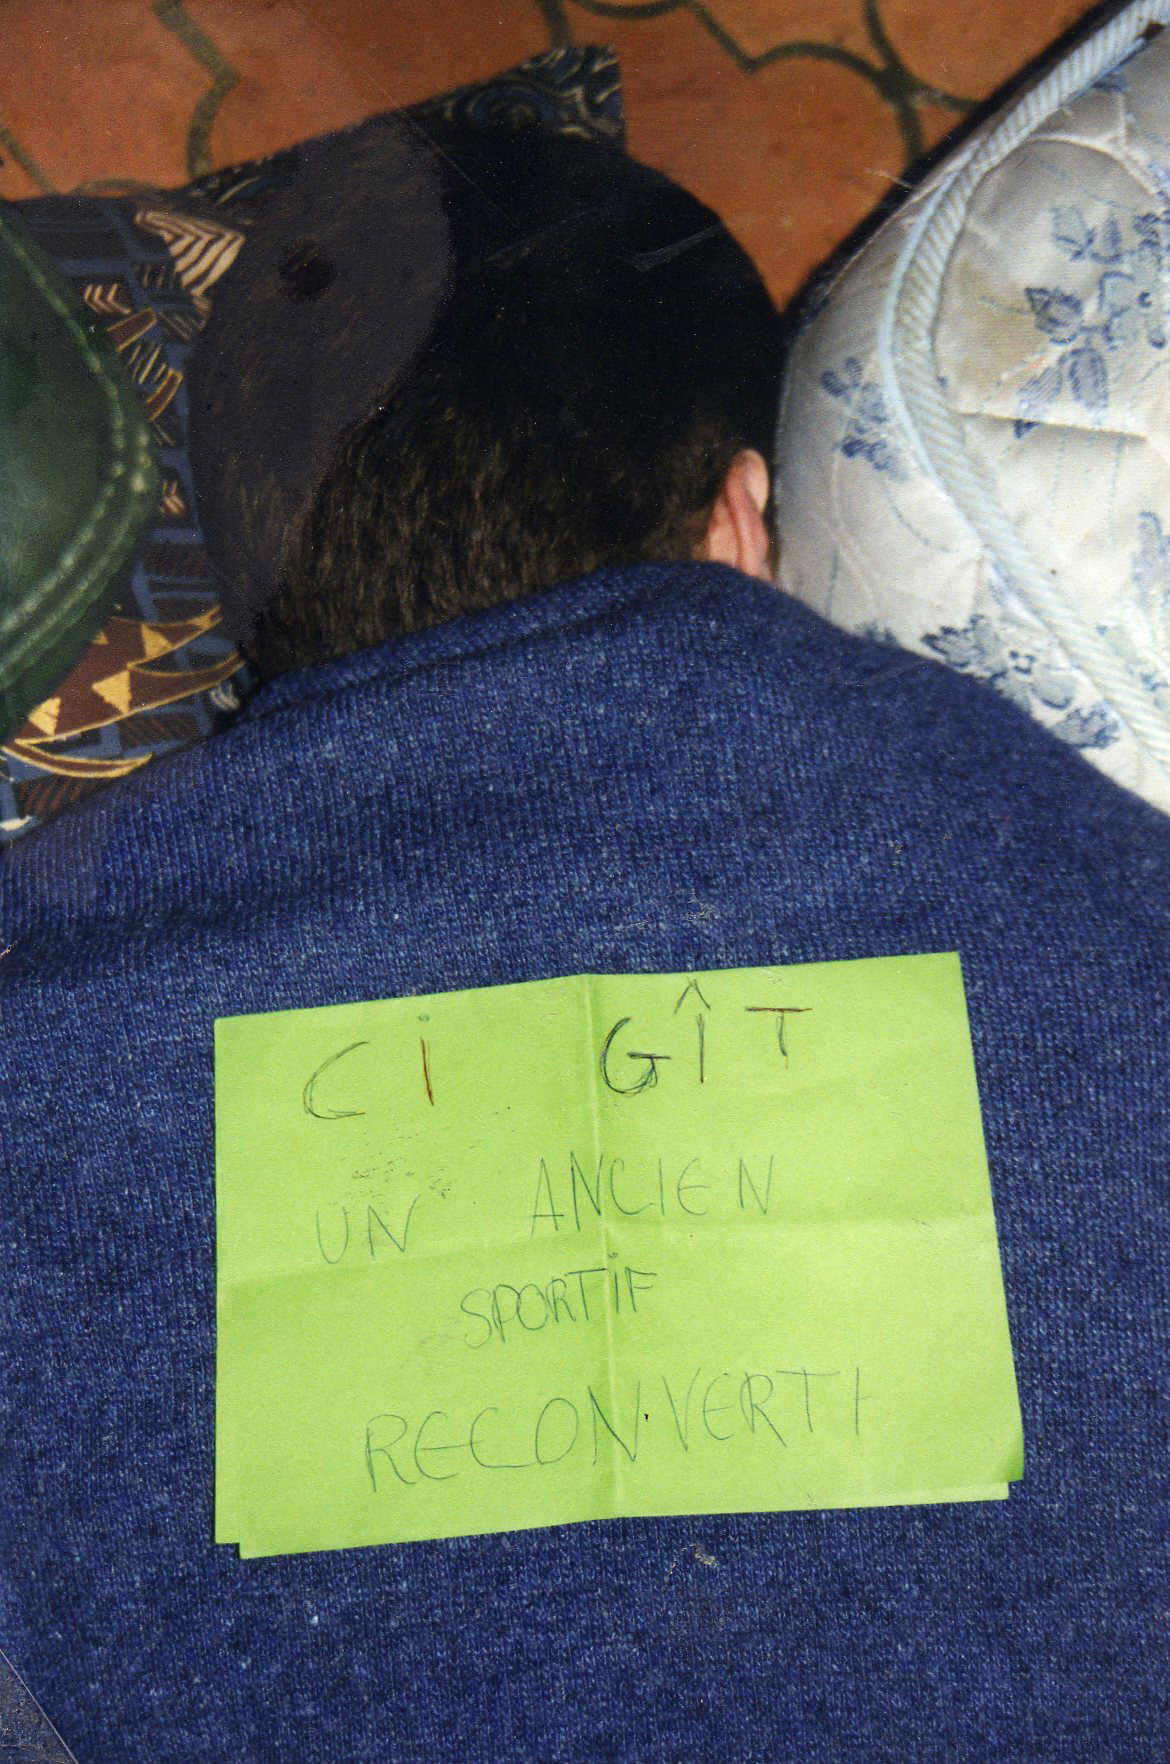 Ci GÎT
UN ANCIEN
SPORTiF
RECONVERTI